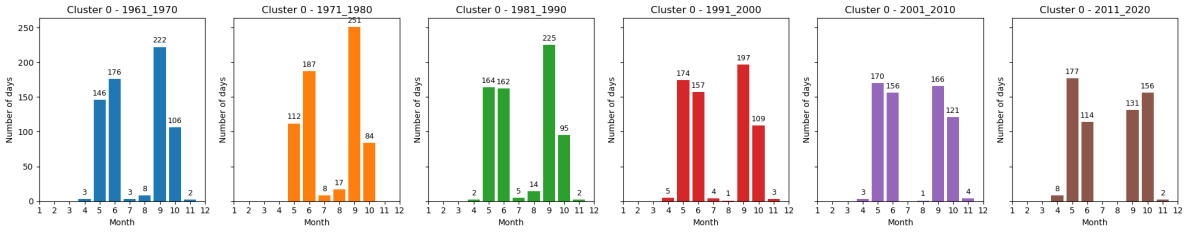 Cluster 0 - 1961_1970
Number of days
0
50
100
150
200
250
3
146
176
3
8
222
106
2
1 2 3 4 5 6 7 8 9 10 11 12
Month
Cluster 0 - 1971_1980
Number of days
112
187
8
17
251
84
1 2 3 4 5 6 7 8 9 10 11 12
Month
Cluster 0 - 1981_1990
Number of days
2
164
162
5
14
225
95
2
1 2 3 4 5 6 7 8 9 10 11 12
Month
Cluster 0 - 1991_2000
Number of days
5
174
157
4
1
197
109
3
1 2 3 4 5 6 7 8 9 10 11 12
Month
Cluster 0 - 2001_2010
Number of days
3
170
156
1
166
121
4
1 2 3 4 5 6 7 8 9 10 11 12
Month
Cluster 0 - 2011_2020
Number of days
8
177
114
131
156
2
1 2 3 4 5 6 7 8 9 10 11 12
Month